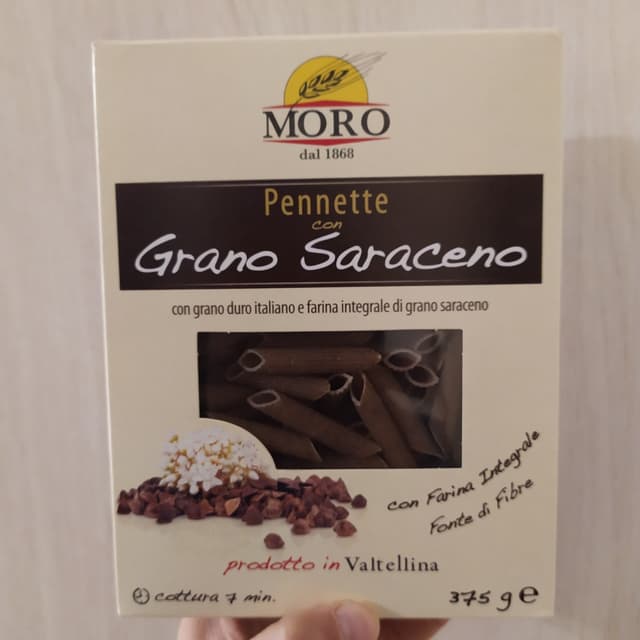 MORO
dal 1868
Pennette
con
Grano Saraceno
con grano duro italiano e farina integrale di grano saraceno
con Farina Integrale
Fonte di Fibre
prodotto in Valtellina
cottura 7 min.
375 g e